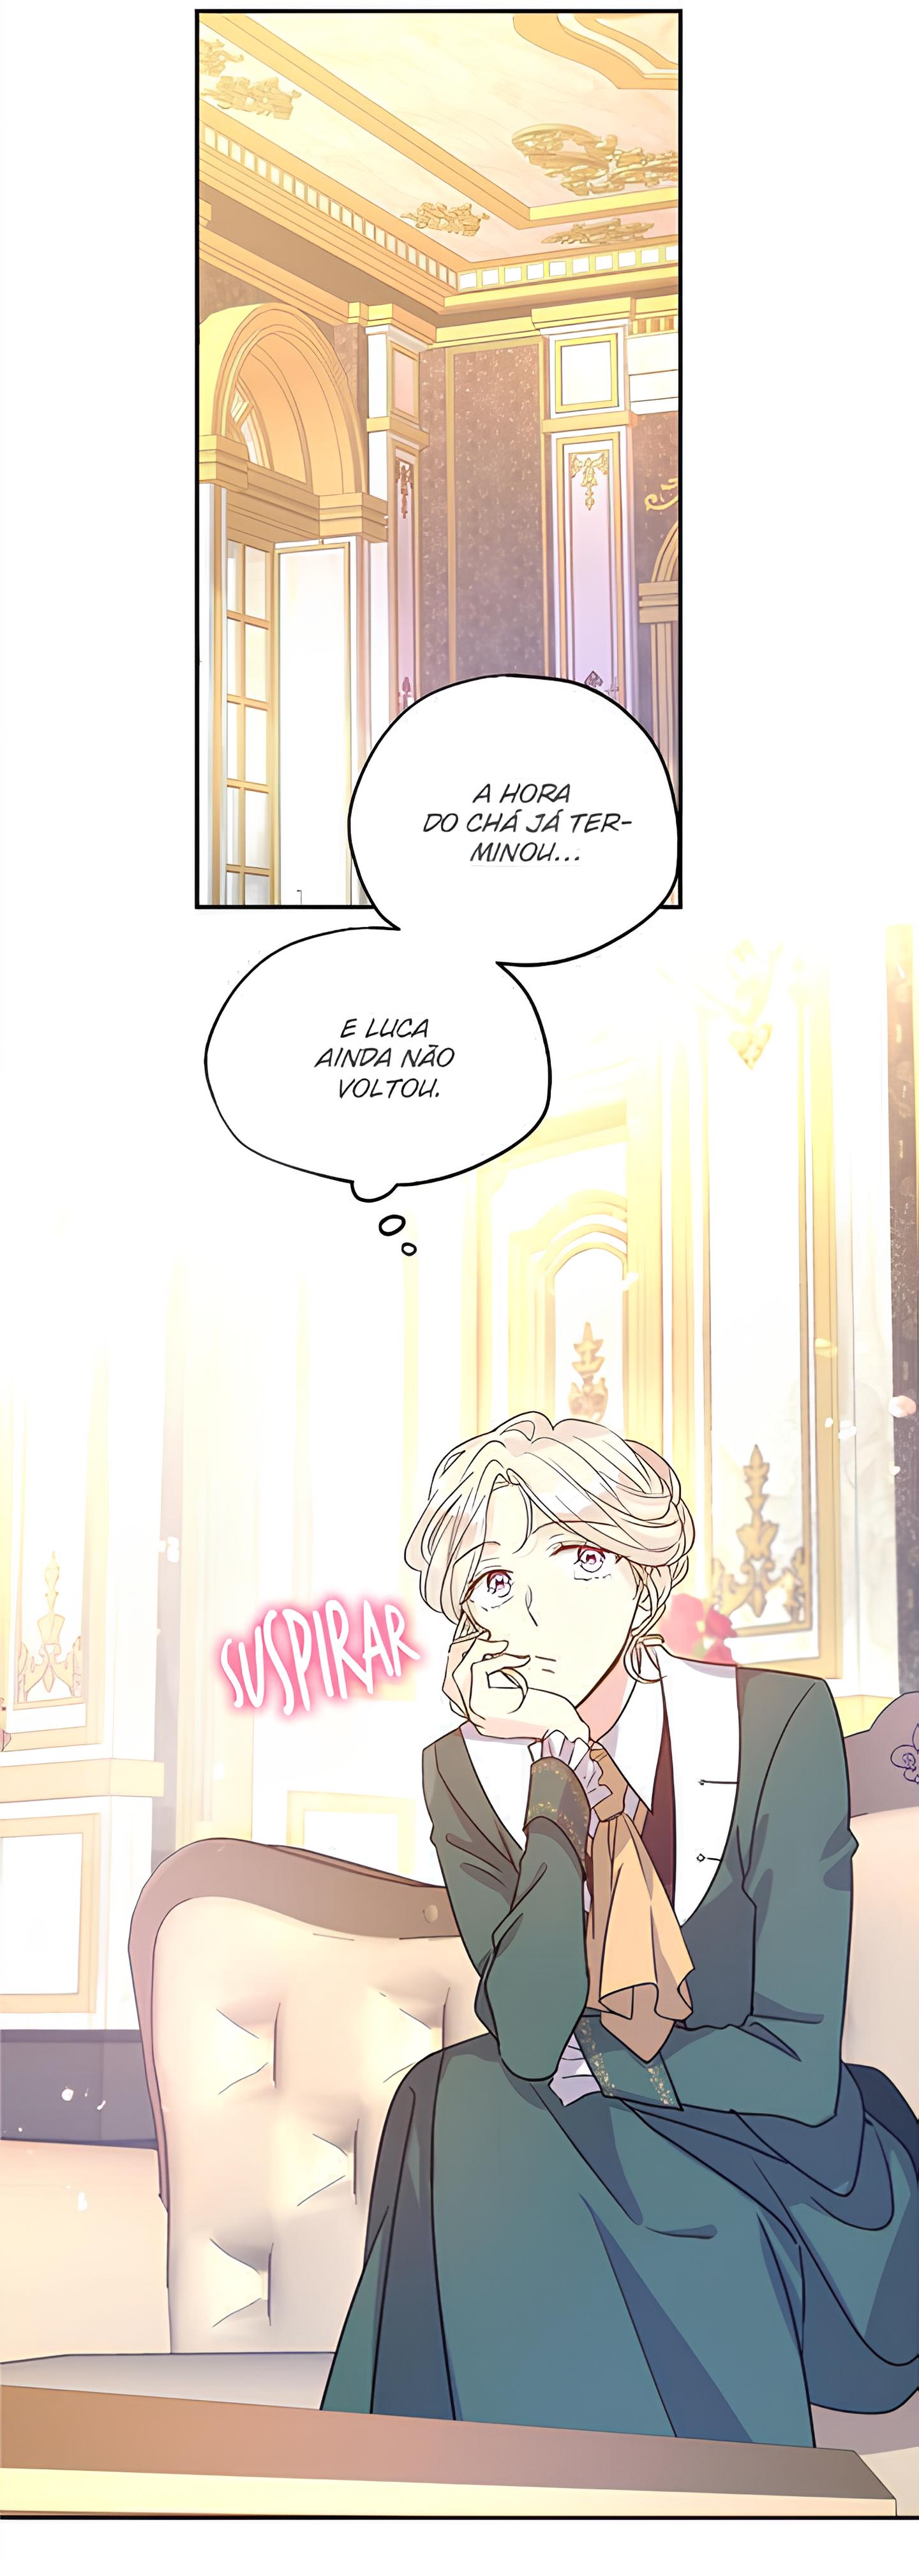 A HORA
DO CHÁ JÁ TER-
MINOU...
E LUCA
AINDA NÃO
VOLTOU.
SUSPIRAR